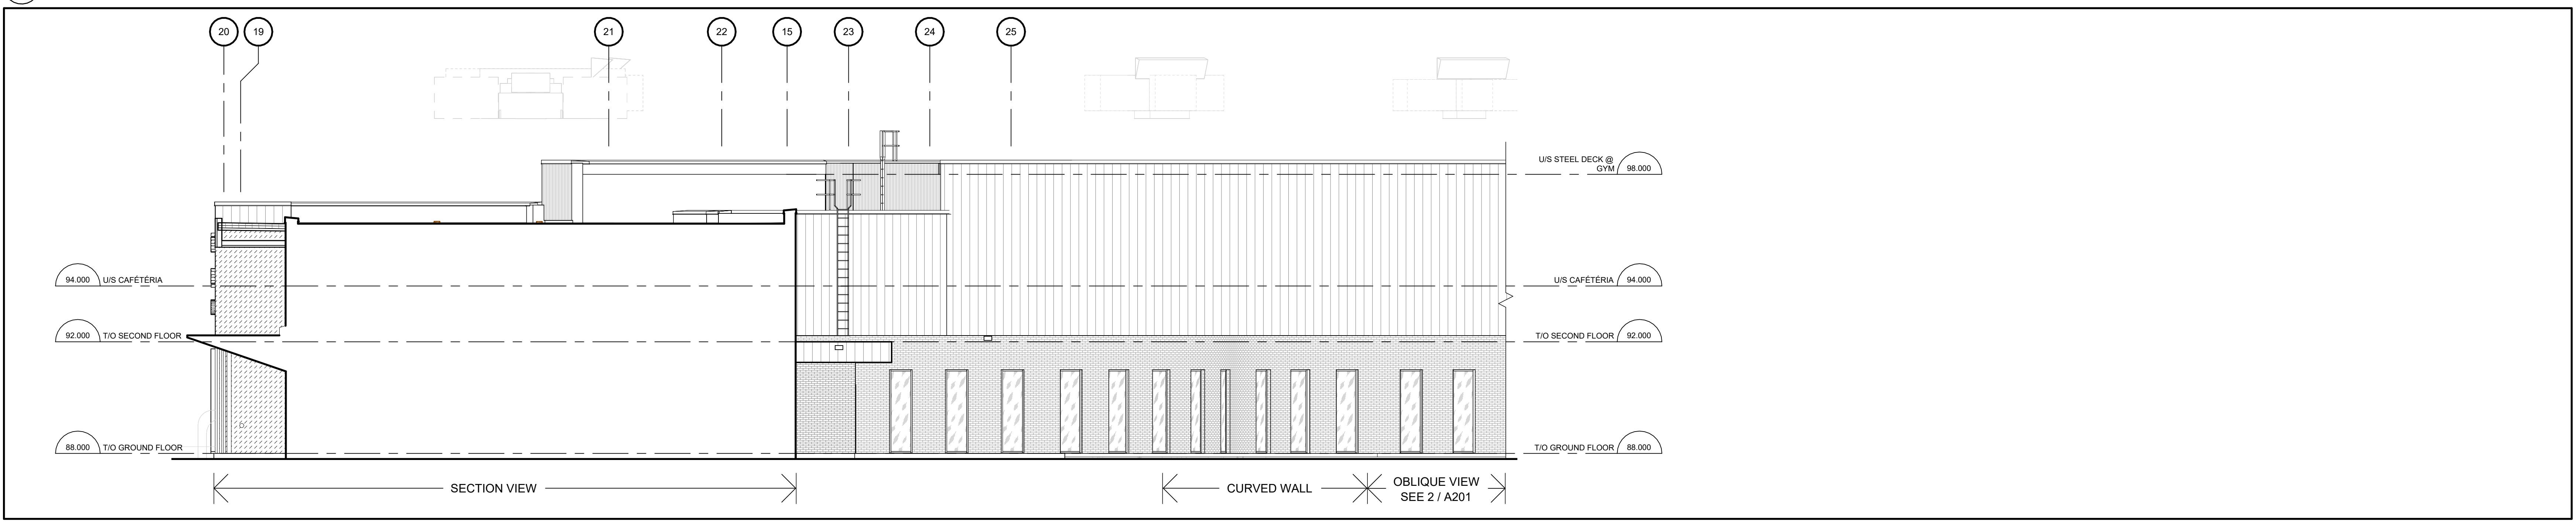 20 19 21 22 15 23 24 25
U/S STEEL DECK @
GYM 98.000
94.000 U/S CAFÉTÉRIA
U/S CAFÉTÉRIA 94.000
92.000 T/O SECOND FLOOR
T/O SECOND FLOOR 92.000
88.000 T/O GROUND FLOOR
T/O GROUND FLOOR 88.000
SECTION VIEW
CURVED WALL
OBLIQUE VIEW
SEE 2 / A201